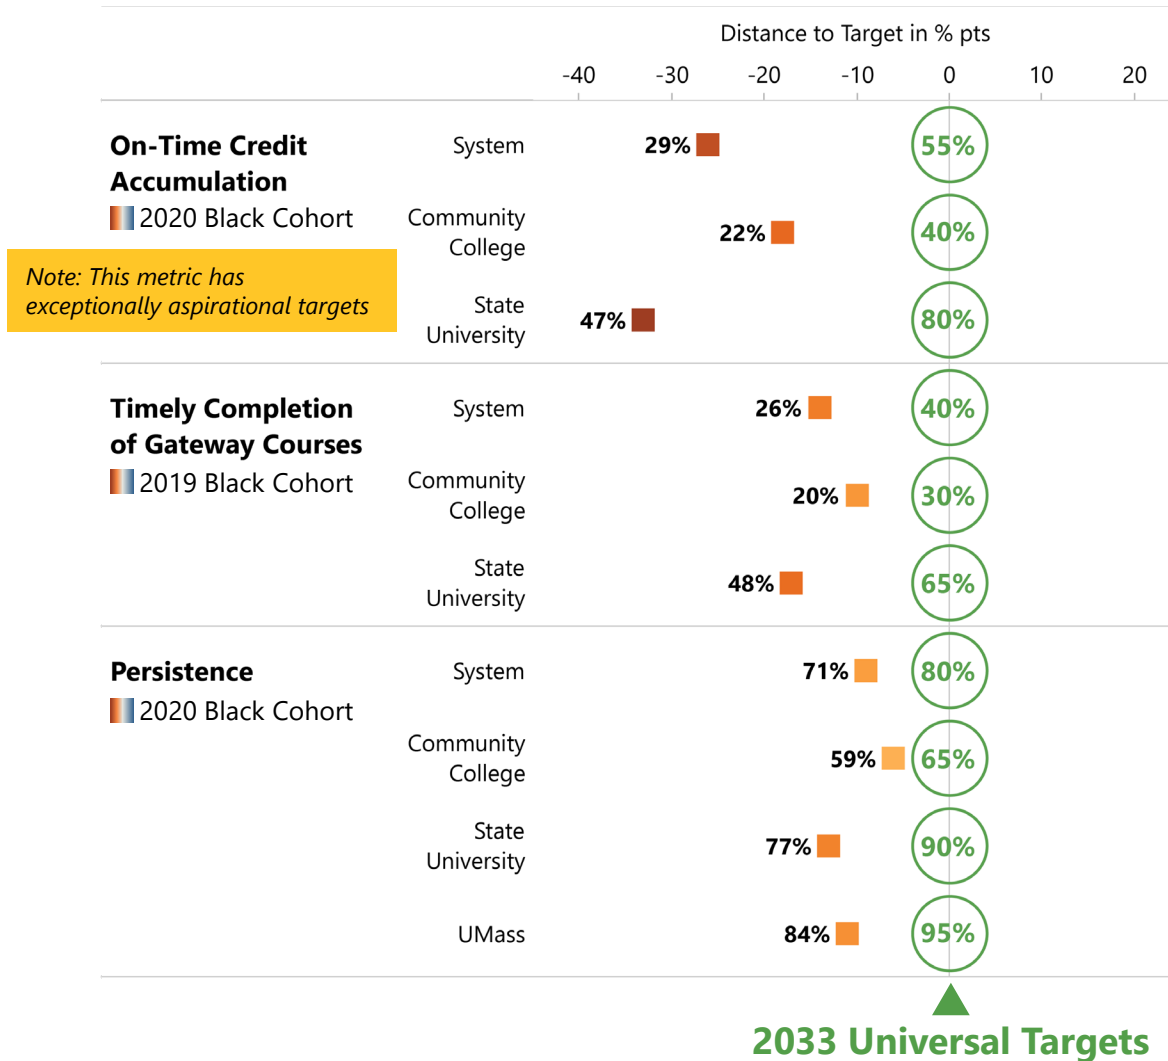 Distance to Target in % pts
-40 -30 -20 -10 0 10 20
On-Time Credit
Accumulation
2020 Black Cohort
Note: This metric has
exceptionally aspirational targets
System
29%
55%
Community
College
22%
40%
State
University
47%
80%
Timely Completion
of Gateway Courses
2019 Black Cohort
System
26%
40%
Community
College
20%
30%
State
University
48%
65%
Persistence
2020 Black Cohort
System
71%
80%
Community
College
59%
65%
State
University
77%
90%
UMass
84%
95%
2033 Universal Targets